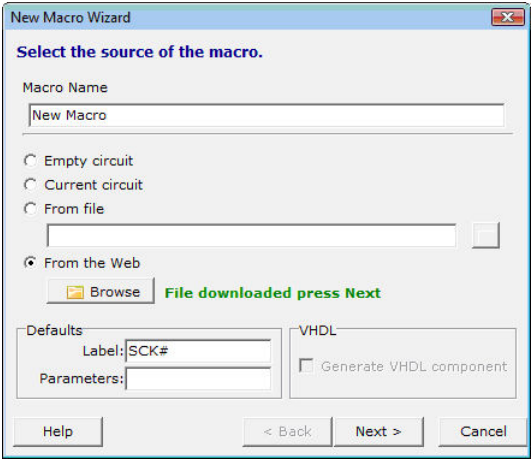 New Macro Wizard
Select the source of the macro.
Macro Name
New Macro
Empty circuit
Current circuit
From file
From the Web
Browse File downloaded press Next
Defaults
Label: SCK#
Parameters:
VHDL
Generate VHDL component
Help < Back Next > Cancel